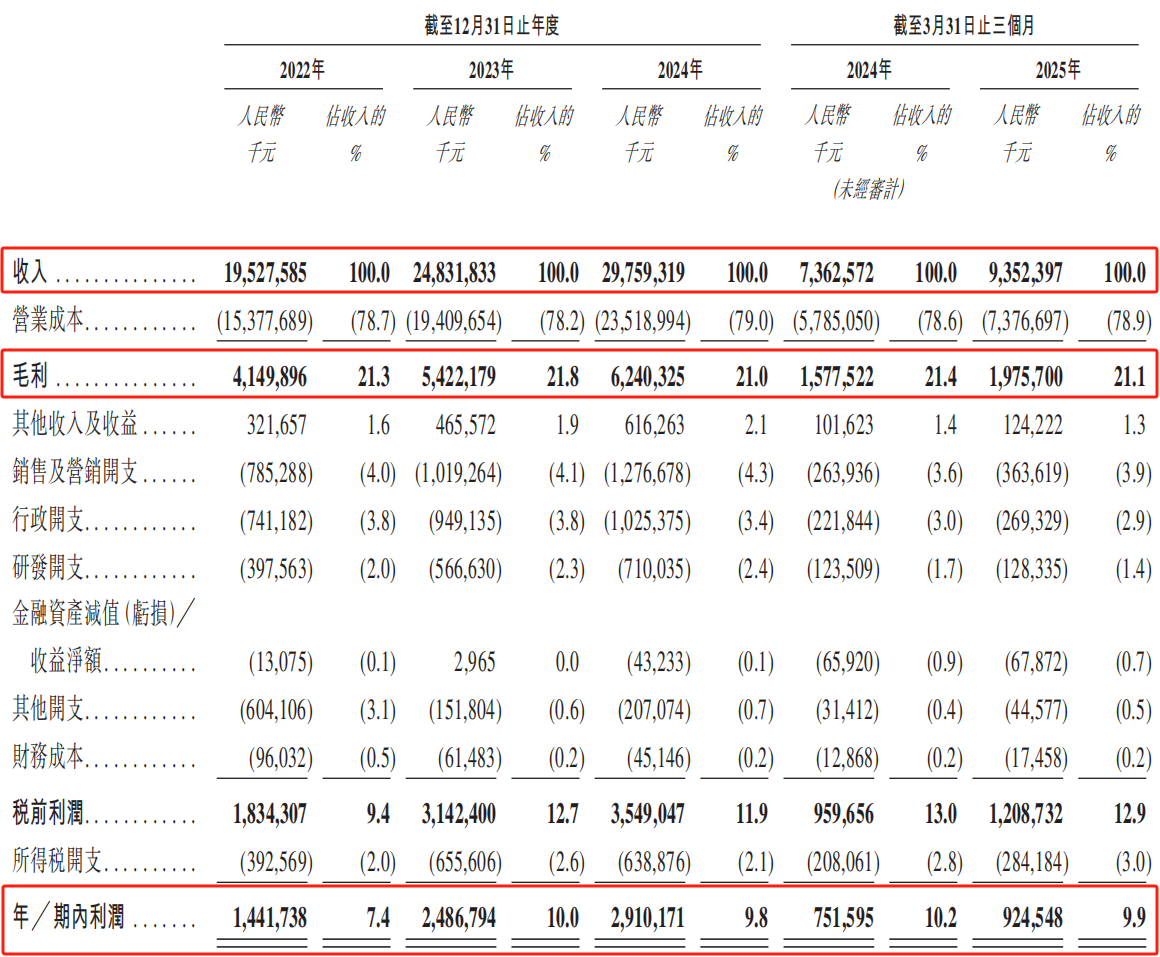 截至12月31日止年度 截至3月31日止三個月
2022年 2023年 2024年 2024年 2025年
人民幣 佔收入的 人民幣 佔收入的 人民幣 佔收入的 人民幣 佔收入的 人民幣 佔收入的
千元 % 千元 % 千元 % 千元 % 千元 %
(未經審計)
收入 ............... 19,527,585 100.0 24,831,833 100.0 29,759,319 100.0 7,362,572 100.0 9,352,397 100.0
營業成本............ (15,377,689) (78.7) (19,409,654) (78.2) (23,518,994) (79.0) (5,785,050) (78.6) (7,376,697) (78.9)
毛利 ............... 4,149,896 21.3 5,422,179 21.8 6,240,325 21.0 1,577,522 21.4 1,975,700 21.1
其他收入及收益 ...... 321,657 1.6 465,572 1.9 616,263 2.1 101,623 1.4 124,222 1.3
銷售及營銷開支 ...... (785,288) (4.0) (1,019,264) (4.1) (1,276,678) (4.3) (263,936) (3.6) (363,619) (3.9)
行政開支............ (741,182) (3.8) (949,135) (3.8) (1,025,375) (3.4) (221,844) (3.0) (269,329) (2.9)
研發開支............ (397,563) (2.0) (566,630) (2.3) (710,035) (2.4) (123,509) (1.7) (128,335) (1.4)
金融資產減值(虧損)╱
收益淨額.......... (13,075) (0.1) 2,965 0.0 (43,233) (0.1) (65,920) (0.9) (67,872) (0.7)
其他開支............ (604,106) (3.1) (151,804) (0.6) (207,074) (0.7) (31,412) (0.4) (44,577) (0.5)
財務成本............ (96,032) (0.5) (61,483) (0.2) (45,146) (0.2) (12,868) (0.2) (17,458) (0.2)
稅前利潤............ 1,834,307 9.4 3,142,400 12.7 3,549,047 11.9 959,656 13.0 1,208,732 12.9
所得稅開支.......... (392,569) (2.0) (655,606) (2.6) (638,876) (2.1) (208,061) (2.8) (284,184) (3.0)
年╱期內利潤 ....... 1,441,738 7.4 2,486,794 10.0 2,910,171 9.8 751,595 10.2 924,548 9.9